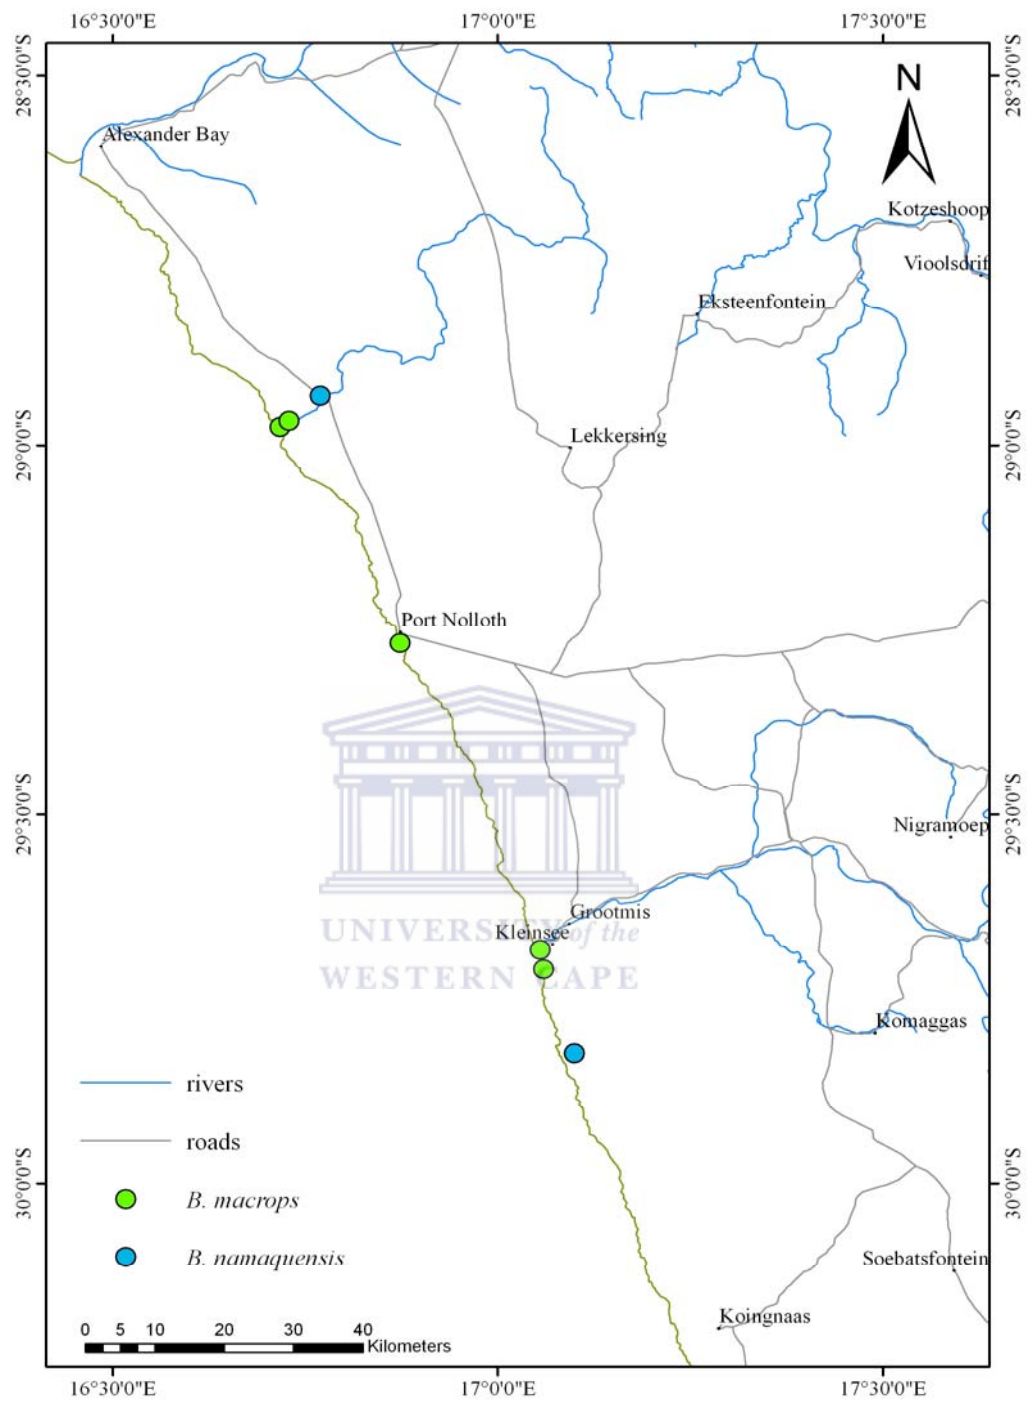 16°30'0"E 17°0'0"E 17°30'0"E
28°30'0"S
28°30'0"S
N
Alexander Bay
Kotzeshoop
Vioolsdrif
Eksteenfontein
Lekkersing
29°0'0"S
29°0'0"S
Port Nolloth
29°30'0"S
29°30'0"S
Nigramoep
Grootmis
Kleinsee
UNIVERSITY of the
WESTERN CAPE
Komaggas
rivers
roads
B. macrops
B. namaquensis
30°0'0"S
30°0'0"S
Soebatsfontein
Koingnaas
0 5 10 20 30 40
Kilometers
16°30'0"E 17°0'0"E 17°30'0"E